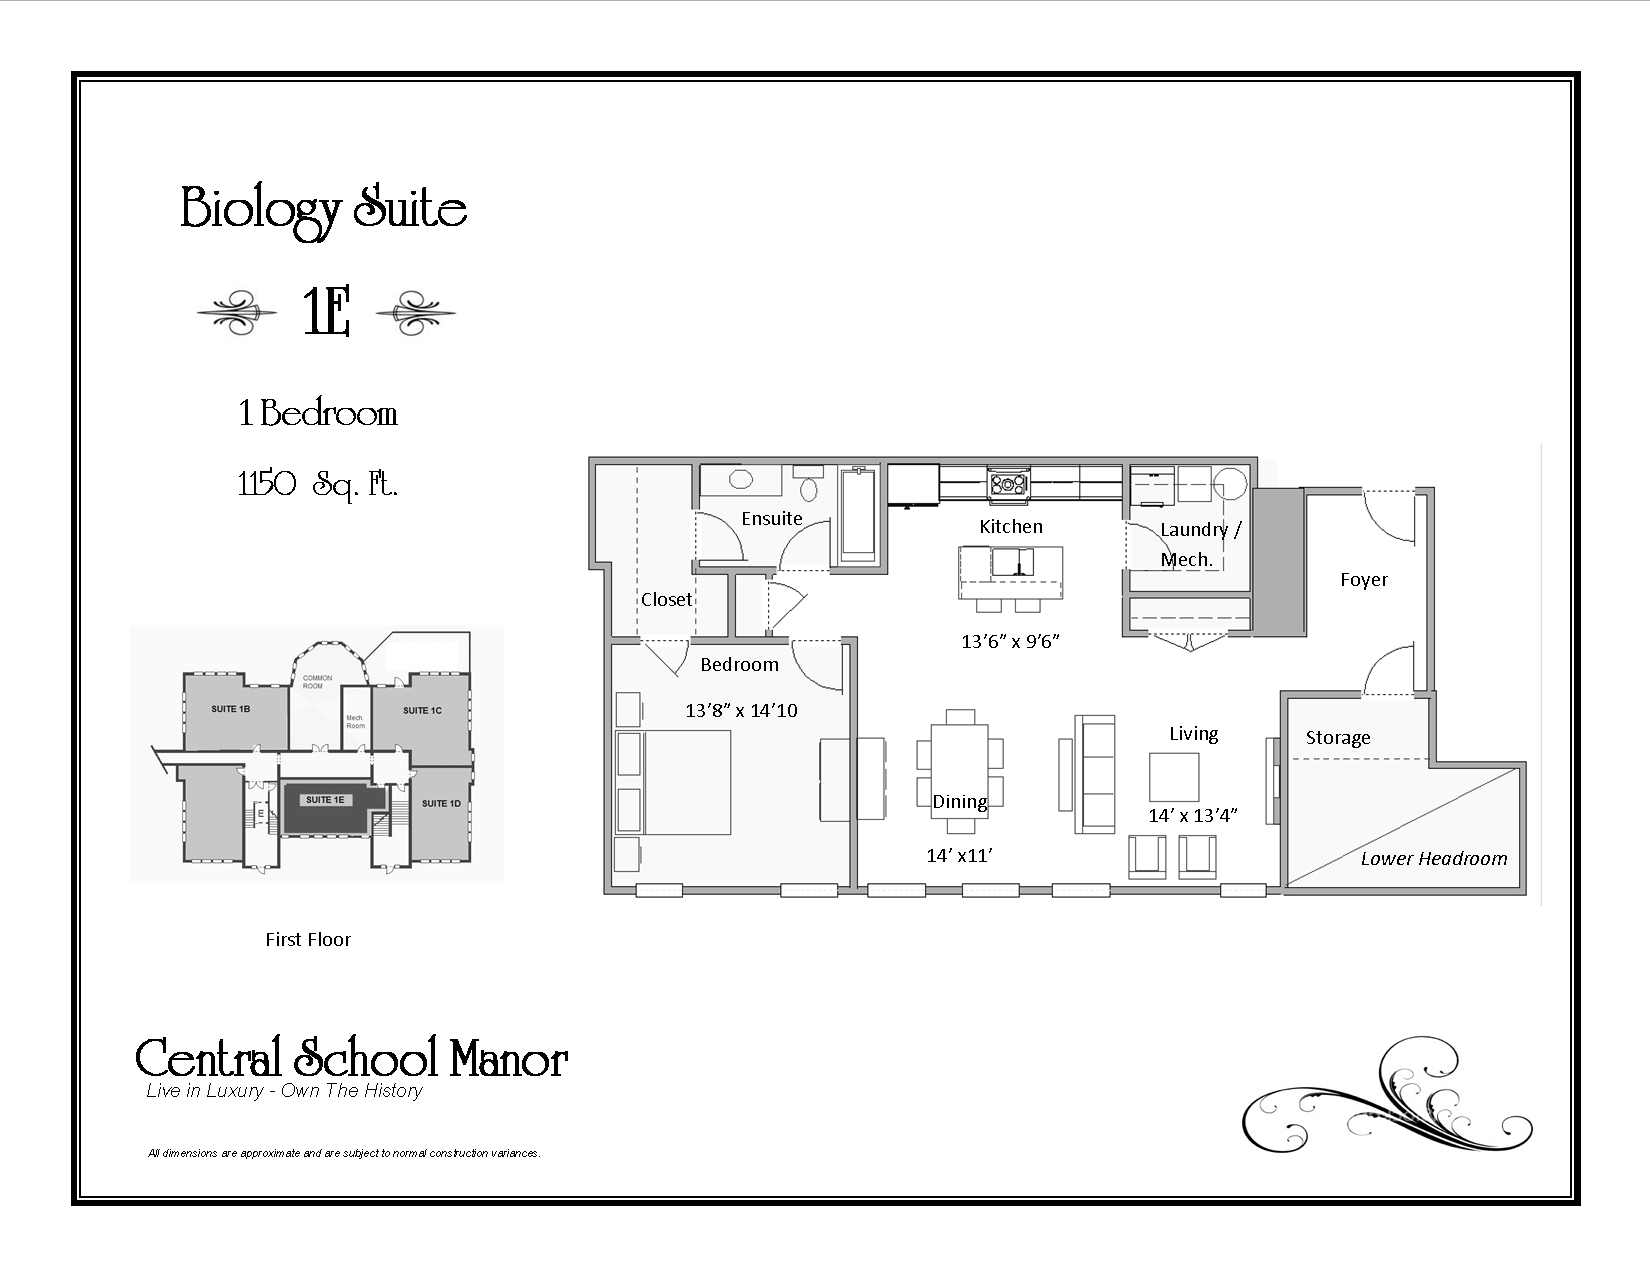 Biology Suite
1E
1 Bedroom
1150 Sq. Ft.
Ensuite
Kitchen
Laundry /
Mech.
Foyer
Closet
13’6” x 9’6”
Bedroom
13’8” x 14’10
Living
Storage
Dining
14’ x 13’4”
14’ x11’
Lower Headroom
COMMON
ROOM
SUITE 1B
Mech.
Room
SUITE 1C
SUITE 1E
SUITE 1D
E
First Floor
Central School Manor
Live in Luxury - Own The History
All dimensions are approximate and are subject to normal construction variances.